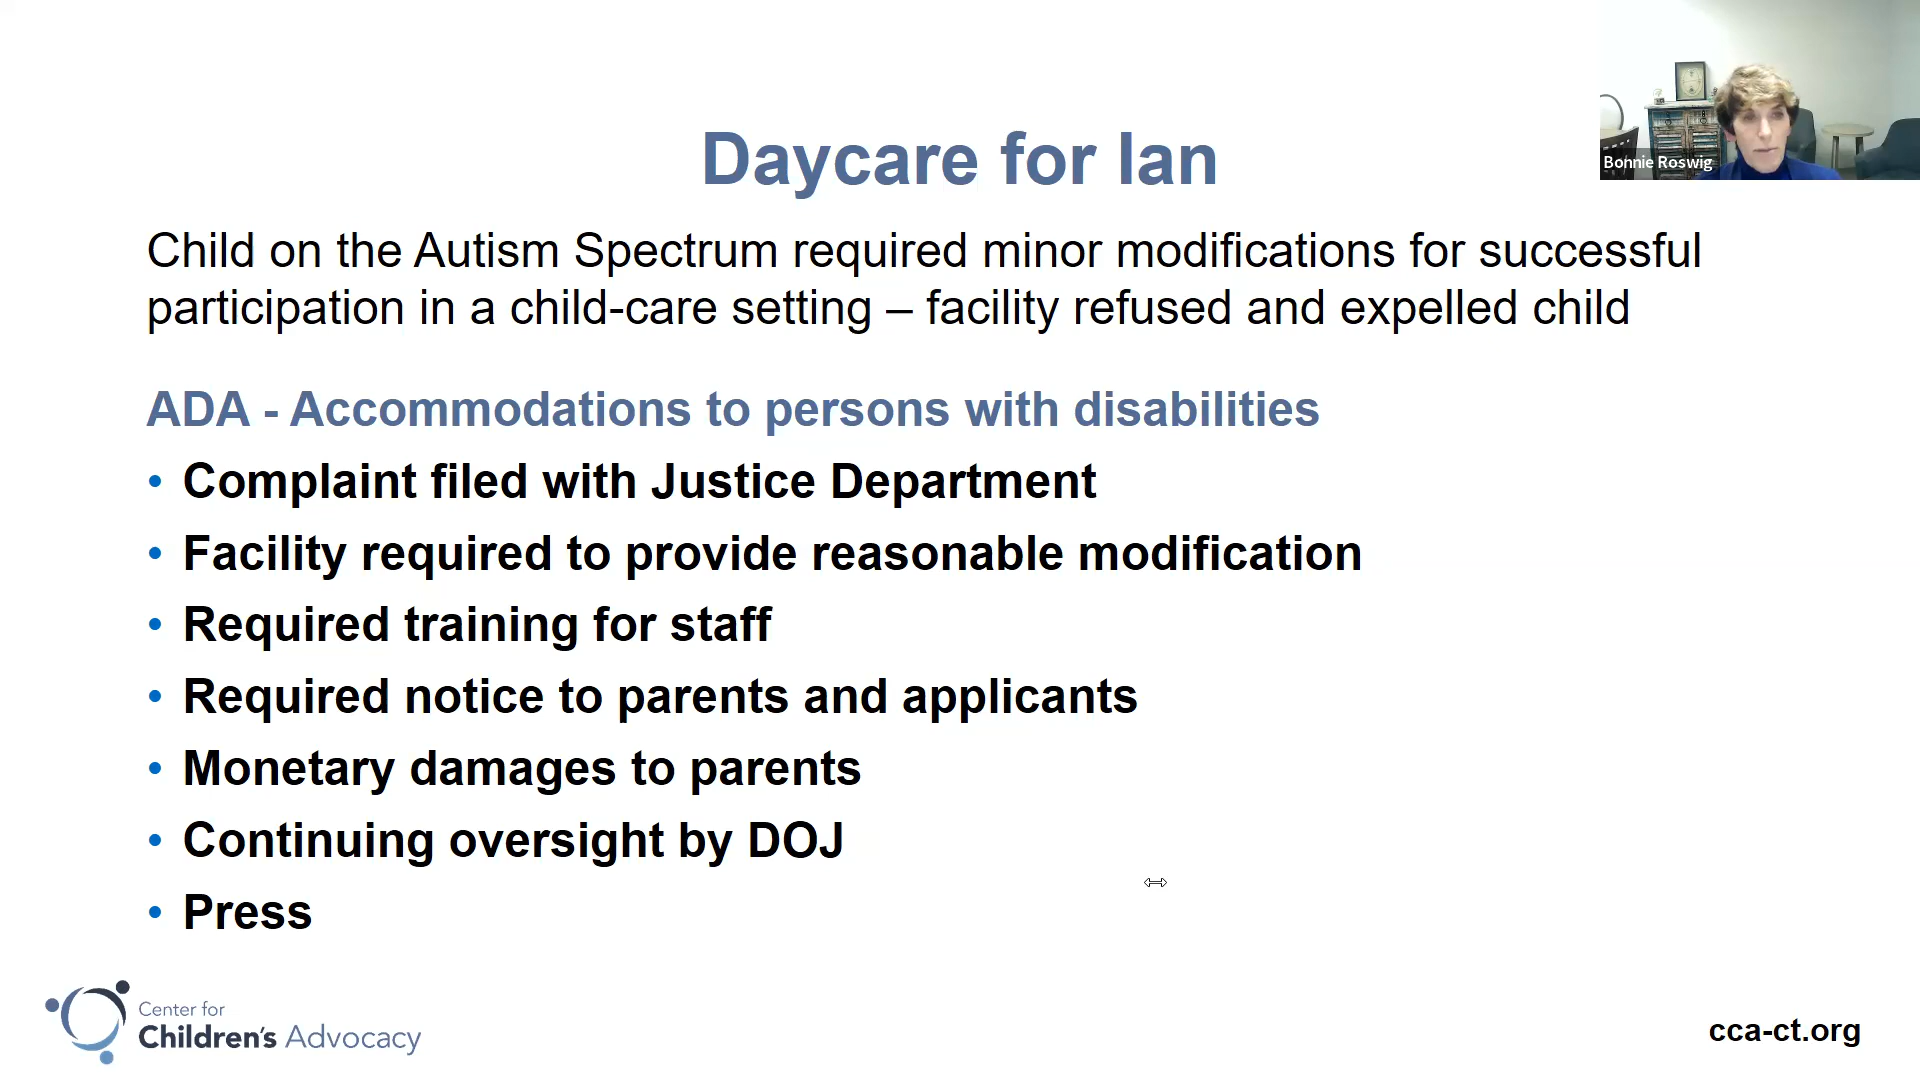 Daycare for Ian
Bonnie Roswig
Child on the Autism Spectrum required minor modifications for successful
participation in a child-care setting – facility refused and expelled child
ADA - Accommodations to persons with disabilities
• Complaint filed with Justice Department
• Facility required to provide reasonable modification
• Required training for staff
• Required notice to parents and applicants
• Monetary damages to parents
• Continuing oversight by DOJ
• Press
Center for
Children's Advocacy
cca-ct.org